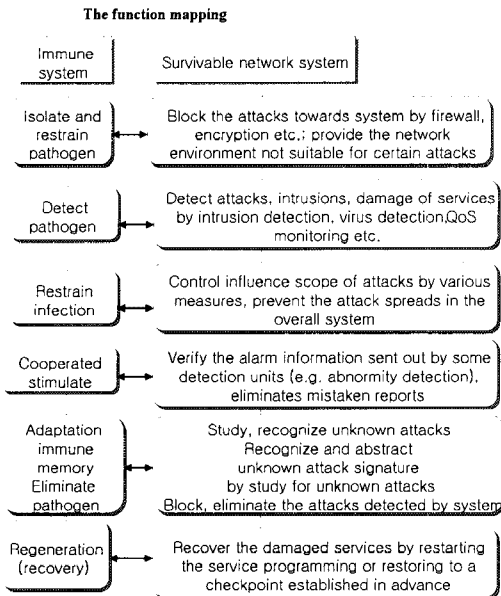 The function mapping
Immune
system
Survivable network system
Isolate and
restrain
pathogen
Block the attacks towards system by firewall,
encryption etc.; provide the network
environment not suitable for certain attacks
Detect
pathogen
Detect attacks, intrusions, damage of services
by intrusion detection, virus detection,QoS
monitoring etc.
Restrain
infection
Control influence scope of attacks by various
measures, prevent the attack spreads in the
overall system
Cooperated
stimulate
Verify the alarm information sent out by some
detection units (e.g. abnormity detection),
eliminates mistaken reports
Adaptation
immune
memory
Eliminate
pathogen
Study, recognize unknown attacks
Recognize and abstract
unknown attack signature
by study for unknown attacks
Block, eliminate the attacks detected by system
Regeneration
(recovery)
Recover the damaged services by restarting
the service programming or restoring to a
checkpoint established in advance